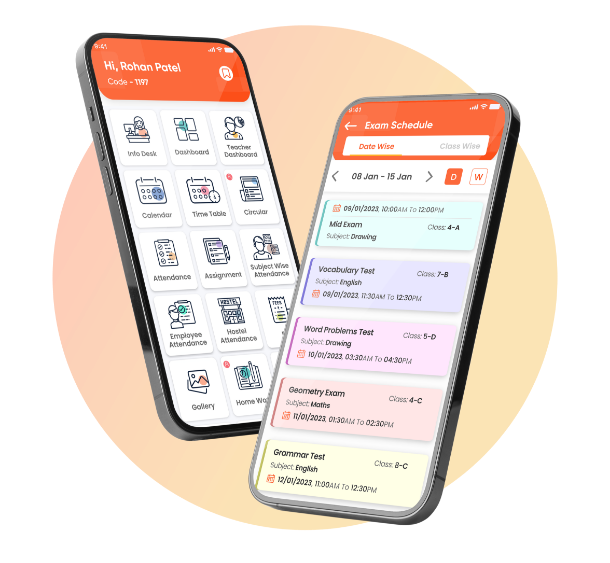 9:41
Hi, Rohan Patel
Code - 1197
Info Desk
Dashboard
Teacher
Dashboard
Calendar
Time Table
Circular
Attendance
Assignment
Subject Wise
Attendance
Employee
Attendance
HOSTEL
Hostel
Attendance
Gallery
9:41
Exam Schedule
Date Wise
Class Wise
08 Jan - 15 Jan
D
W
09/01/2023, 10:00AM To 12:00PM
Mid Exam
Class: 4-A
Subject: Drawing
Vocabulary Test
Class: 7-B
Subject: English
09/01/2023, 11:30AM To 12:30PM
Word Problems Test
Class: 5-D
Subject: Drawing
10/01/2023, 03:30AM To 04:30PM
Geometry Exam
Class: 4-C
Subject: Maths
11/01/2023, 01:30AM To 02:30PM
Grammar Test
Class: 8-C
Subject: English
12/01/2023, 11:00AM To 12:30PM